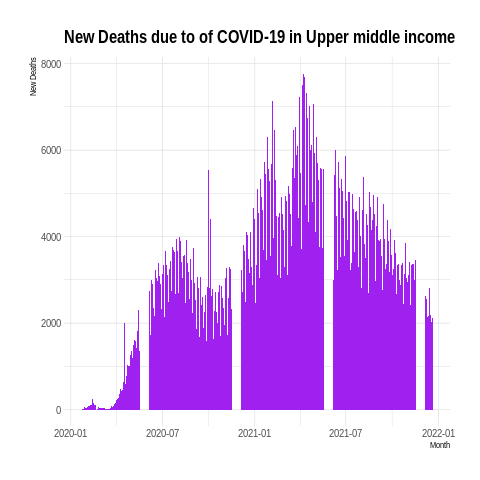 New Deaths due to of COVID-19 in Upper middle income
New Deaths
8000
6000
4000
2000
0
2020-01 2020-07 2021-01 2021-07 2022-01
Month